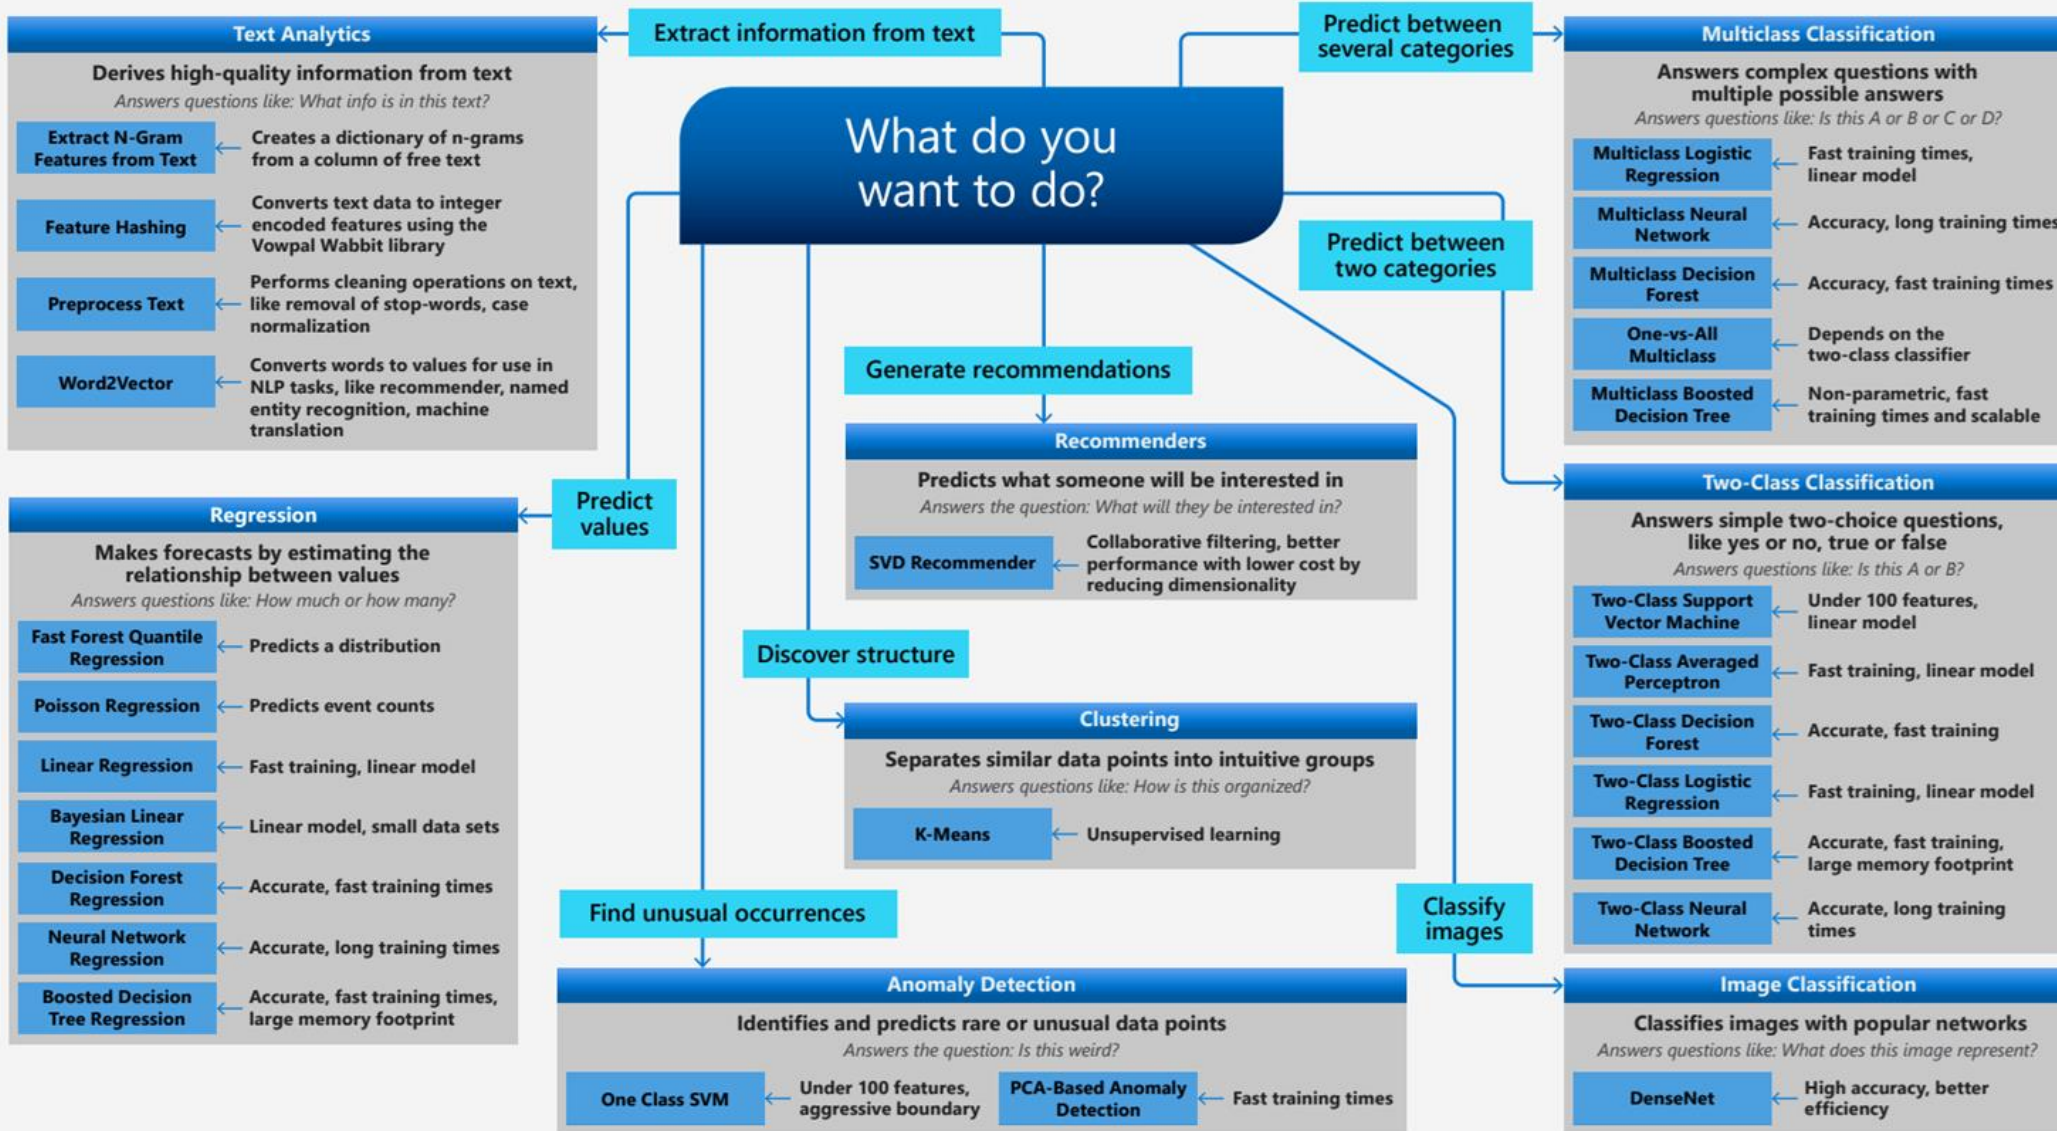 Extract information from text
Predict between
several categories
What do you
want to do?
Text Analytics
Derives high-quality information from text
Answers questions like: What info is in this text?
Extract N-Gram
Features from Text
Creates a dictionary of n-grams
from a column of free text
Feature Hashing
Converts text data to integer
encoded features using the
Vowpal Wabbit library
Preprocess Text
Performs cleaning operations on text,
like removal of stop-words, case
normalization
Word2Vector
Converts words to values for use in
NLP tasks, like recommender, named
entity recognition, machine
translation
Predict
values
Regression
Makes forecasts by estimating the
relationship between values
Answers questions like: How much or how many?
Fast Forest Quantile
Regression
Predicts a distribution
Poisson Regression
Predicts event counts
Linear Regression
Fast training, linear model
Bayesian Linear
Regression
Linear model, small data sets
Decision Forest
Regression
Accurate, fast training times
Neural Network
Regression
Accurate, long training times
Boosted Decision
Tree Regression
Accurate, fast training times,
large memory footprint
Generate recommendations
Recommenders
Predicts what someone will be interested in
Answers the question: What will they be interested in?
SVD Recommender
Collaborative filtering, better
performance with lower cost by
reducing dimensionality
Discover structure
Clustering
Separates similar data points into intuitive groups
Answers questions like: How is this organized?
K-Means
Unsupervised learning
Find unusual occurrences
Anomaly Detection
Identifies and predicts rare or unusual data points
Answers the question: Is this weird?
One Class SVM
Under 100 features,
aggressive boundary
PCA-Based Anomaly
Detection
Fast training times
Multiclass Classification
Answers complex questions with
multiple possible answers
Answers questions like: Is this A or B or C or D?
Multiclass Logistic
Regression
Fast training times,
linear model
Multiclass Neural
Network
Accuracy, long training times
Multiclass Decision
Forest
Accuracy, fast training times
One-vs-All
Multiclass
Depends on the
two-class classifier
Multiclass Boosted
Decision Tree
Non-parametric, fast
training times and scalable
Predict between
two categories
Two-Class Classification
Answers simple two-choice questions,
like yes or no, true or false
Answers questions like: Is this A or B?
Two-Class Support
Vector Machine
Under 100 features,
linear model
Two-Class Averaged
Perceptron
Fast training, linear model
Two-Class Decision
Forest
Accurate, fast training
Two-Class Logistic
Regression
Fast training, linear model
Two-Class Boosted
Decision Tree
Accurate, fast training,
large memory footprint
Two-Class Neural
Network
Accurate, long training
times
Classify
images
Image Classification
Classifies images with popular networks
Answers questions like: What does this image represent?
DenseNet
High accuracy, better
efficiency